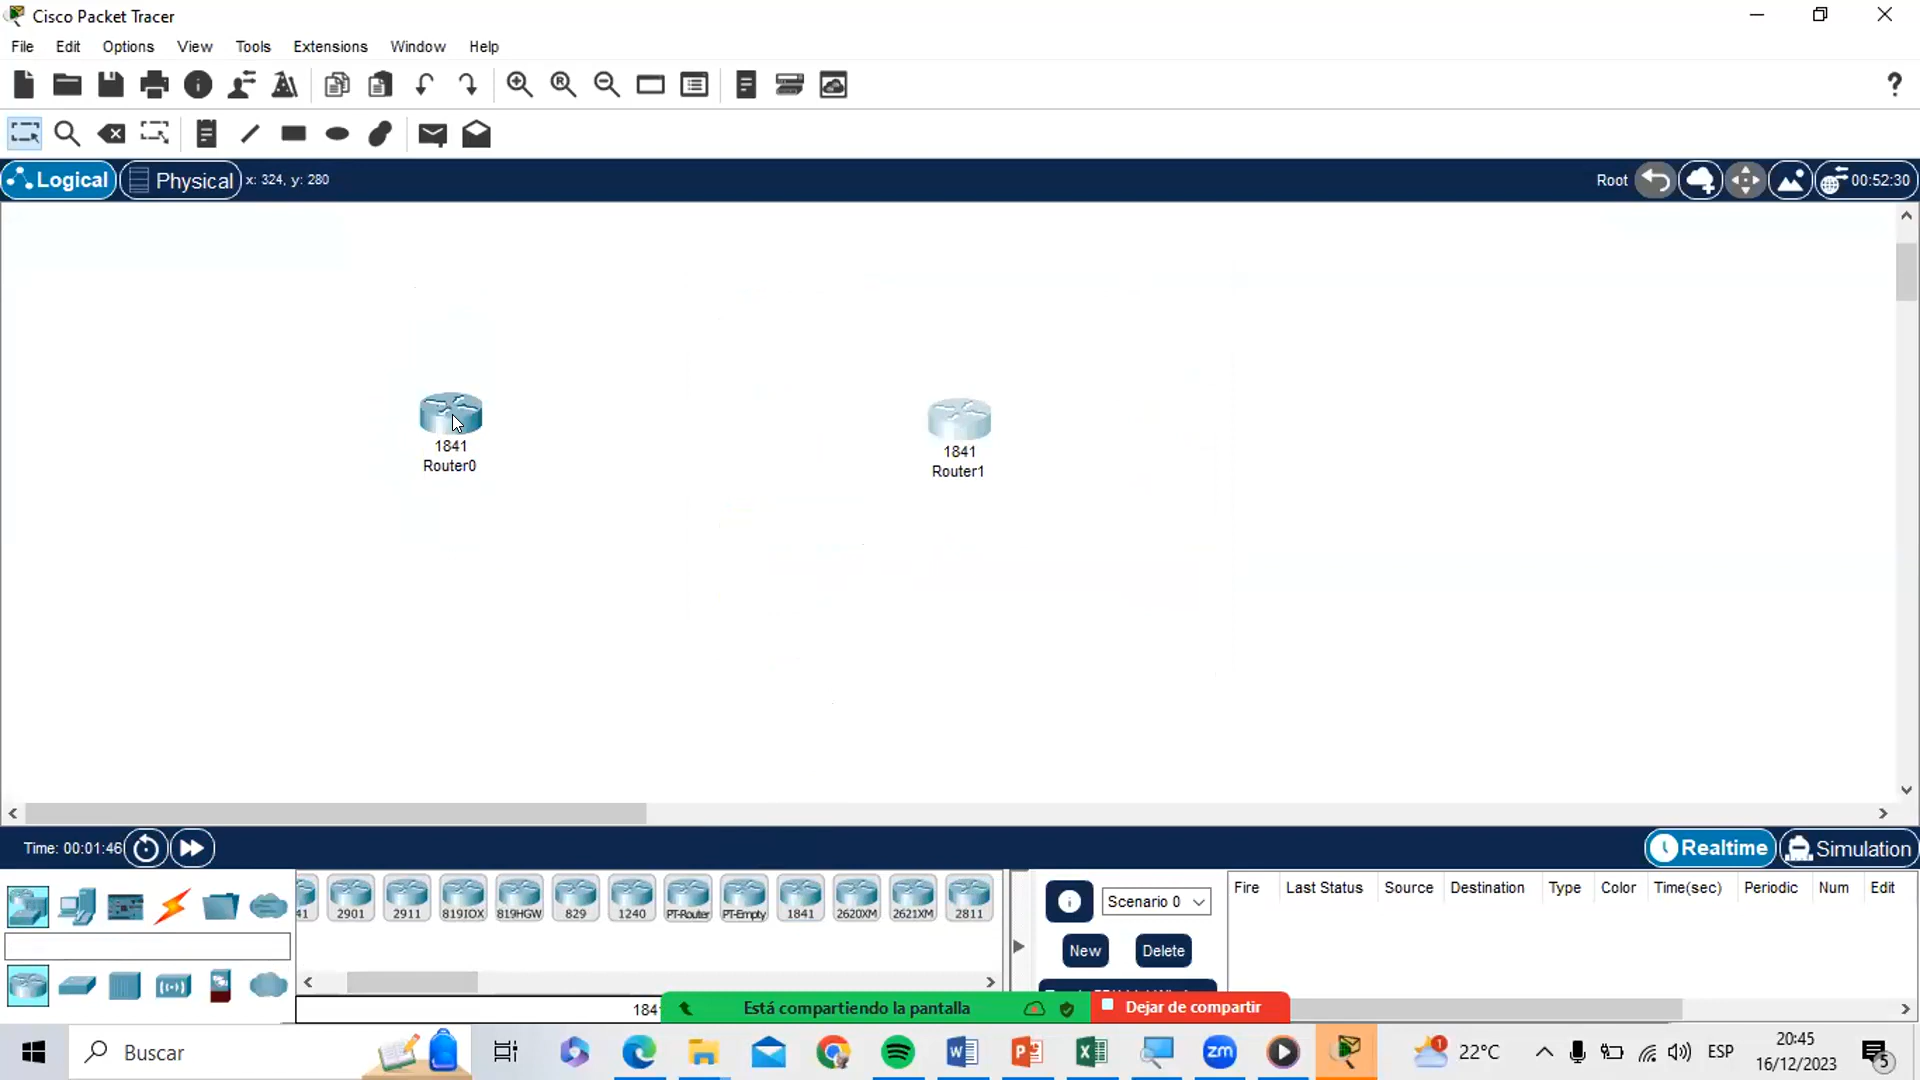 Cisco Packet Tracer
File Edit Options View Tools Extensions Window Help
Logical Physical x: 324, y: 280 Root 00:52:30
1841
Router0
1841
Router1
Time: 00:01:46 Realtime Simulation
41 2901 2911 819IOX 819HGW 829 1240 PT-Router PT-Empty 1841 2620XM 2621XM 2811
Scenario 0
New Delete
Fire Last Status Source Destination Type Color Time(sec) Periodic Num Edit
184
Está compartiendo la pantalla Dejar de compartir
Buscar
22°C
ESP
20:45
16/12/2023
5